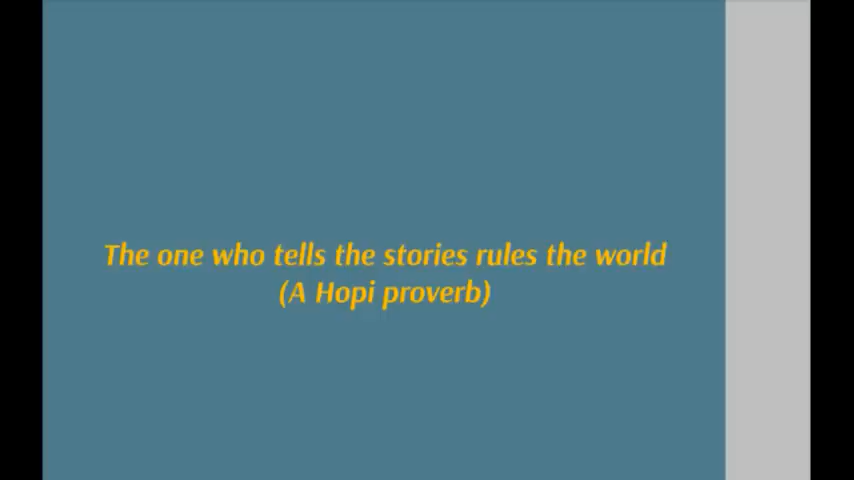 The one who tells the stories rules the world
(A Hopi proverb)